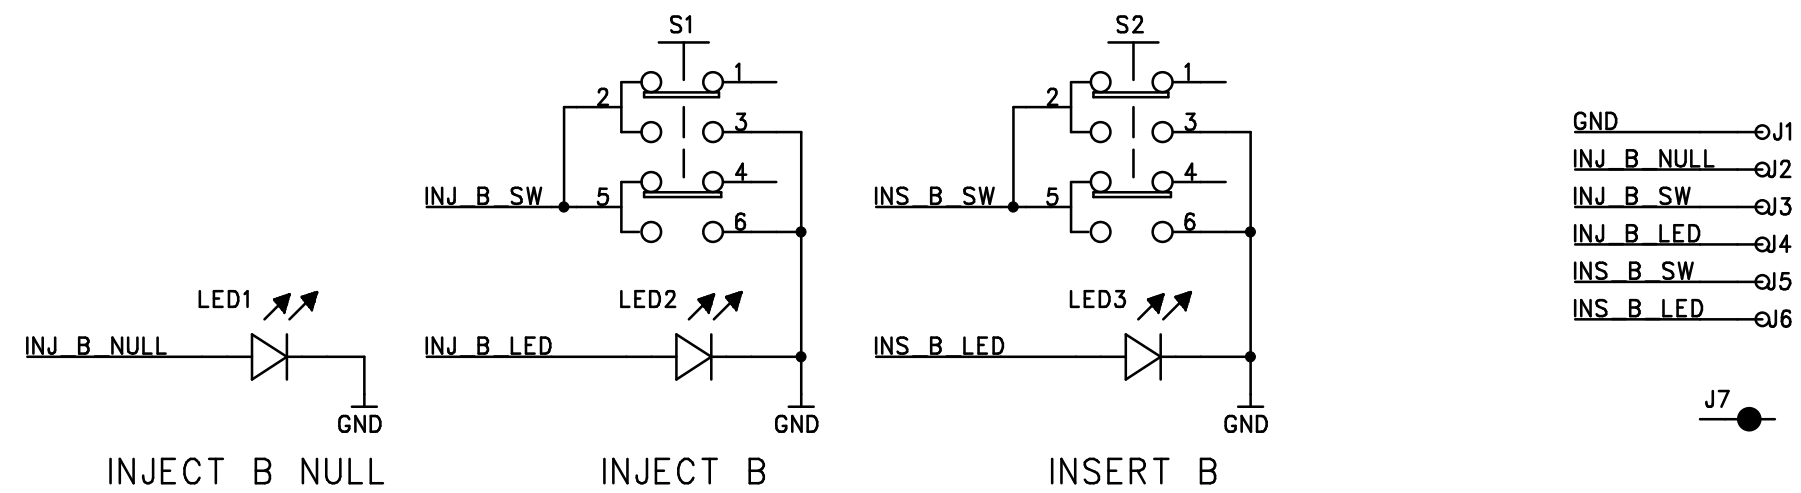 S1
1
2
3
4
INJ_B_SW
5
6
LED2
INJ_B_LED
GND
INJECT B
S2
1
2
3
4
INS_B_SW
5
6
LED3
INS_B_LED
GND
INSERT B
LED1
INJ_B_NULL
GND
INJECT B NULL
GND J1
INJ_B_NULL J2
INJ_B_SW J3
INJ_B_LED J4
INS_B_SW J5
INS_B_LED J6
J7